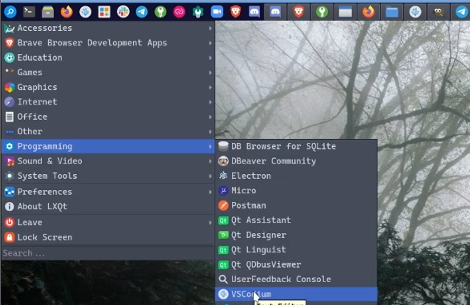 Accessories
Brave Browser Development Apps
Education
Games
Graphics
Internet
Office
Other
Programming
Sound & Video
System Tools
Preferences
About LXQt
Leave
Lock Screen
Search ...
DB Browser for SQLite
DBeaver Community
Electron
Micro
Postman
Qt Assistant
Qt Designer
Qt Linguist
Qt QDbusViewer
UserFeedback Console
VSCodium